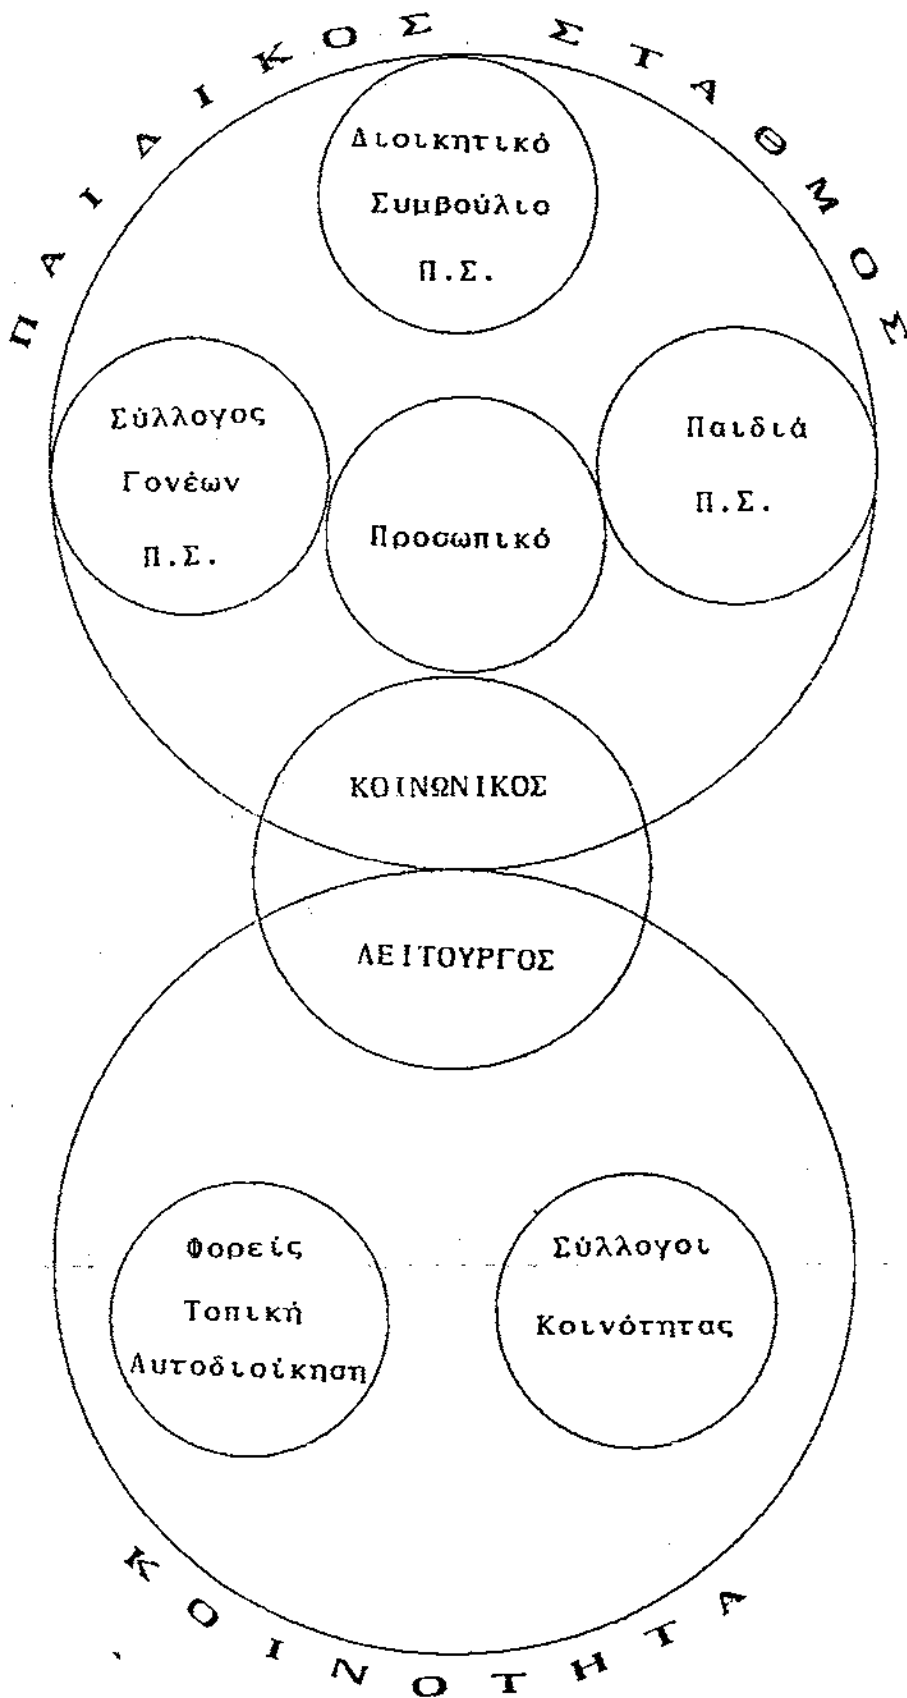 ΠΑΙΔΙΚΟΣ ΣΤΑΘΜΟΣ
Διοικητικό
Συμβούλιο
Π.Σ.
Σύλλογος
Γονέων
Π.Σ.
Προσωπικό
Παιδιά
Π.Σ.
ΚΟΙΝΩΝΙΚΟΣ
ΛΕΙΤΟΥΡΓΟΣ
Φορείς
Τοπική
Αυτοδιοίκηση
Σύλλογοι
Κοινότητας
ΚΟΙΝΟΤΗΤΑ